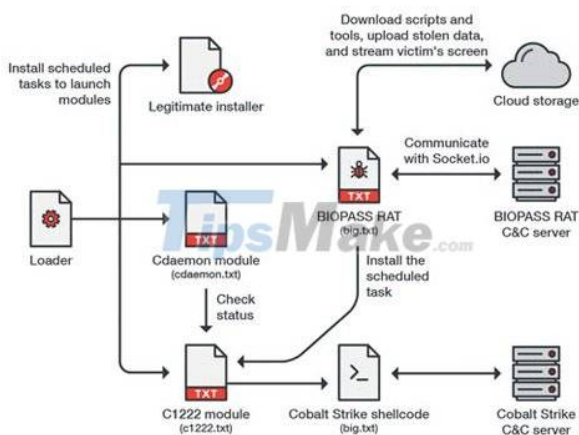 Download scripts and
tools, upload stolen data,
and stream victim's screen
Install scheduled
tasks to launch
modules
Legitimate installer
Cloud storage
Communicate
with Socket.io
TXT
BIOPASS RAT
(big.txt)
BIOPASS RAT
C&C server
TipsMake.com
Loader
TXT
Cdaemon module
(cdaemon.txt)
Install the
scheduled
task
Check
status
TXT
C1222 module
(c1222.txt)
Cobalt Strike shellcode
(big.txt)
Cobalt Strike
C&C server